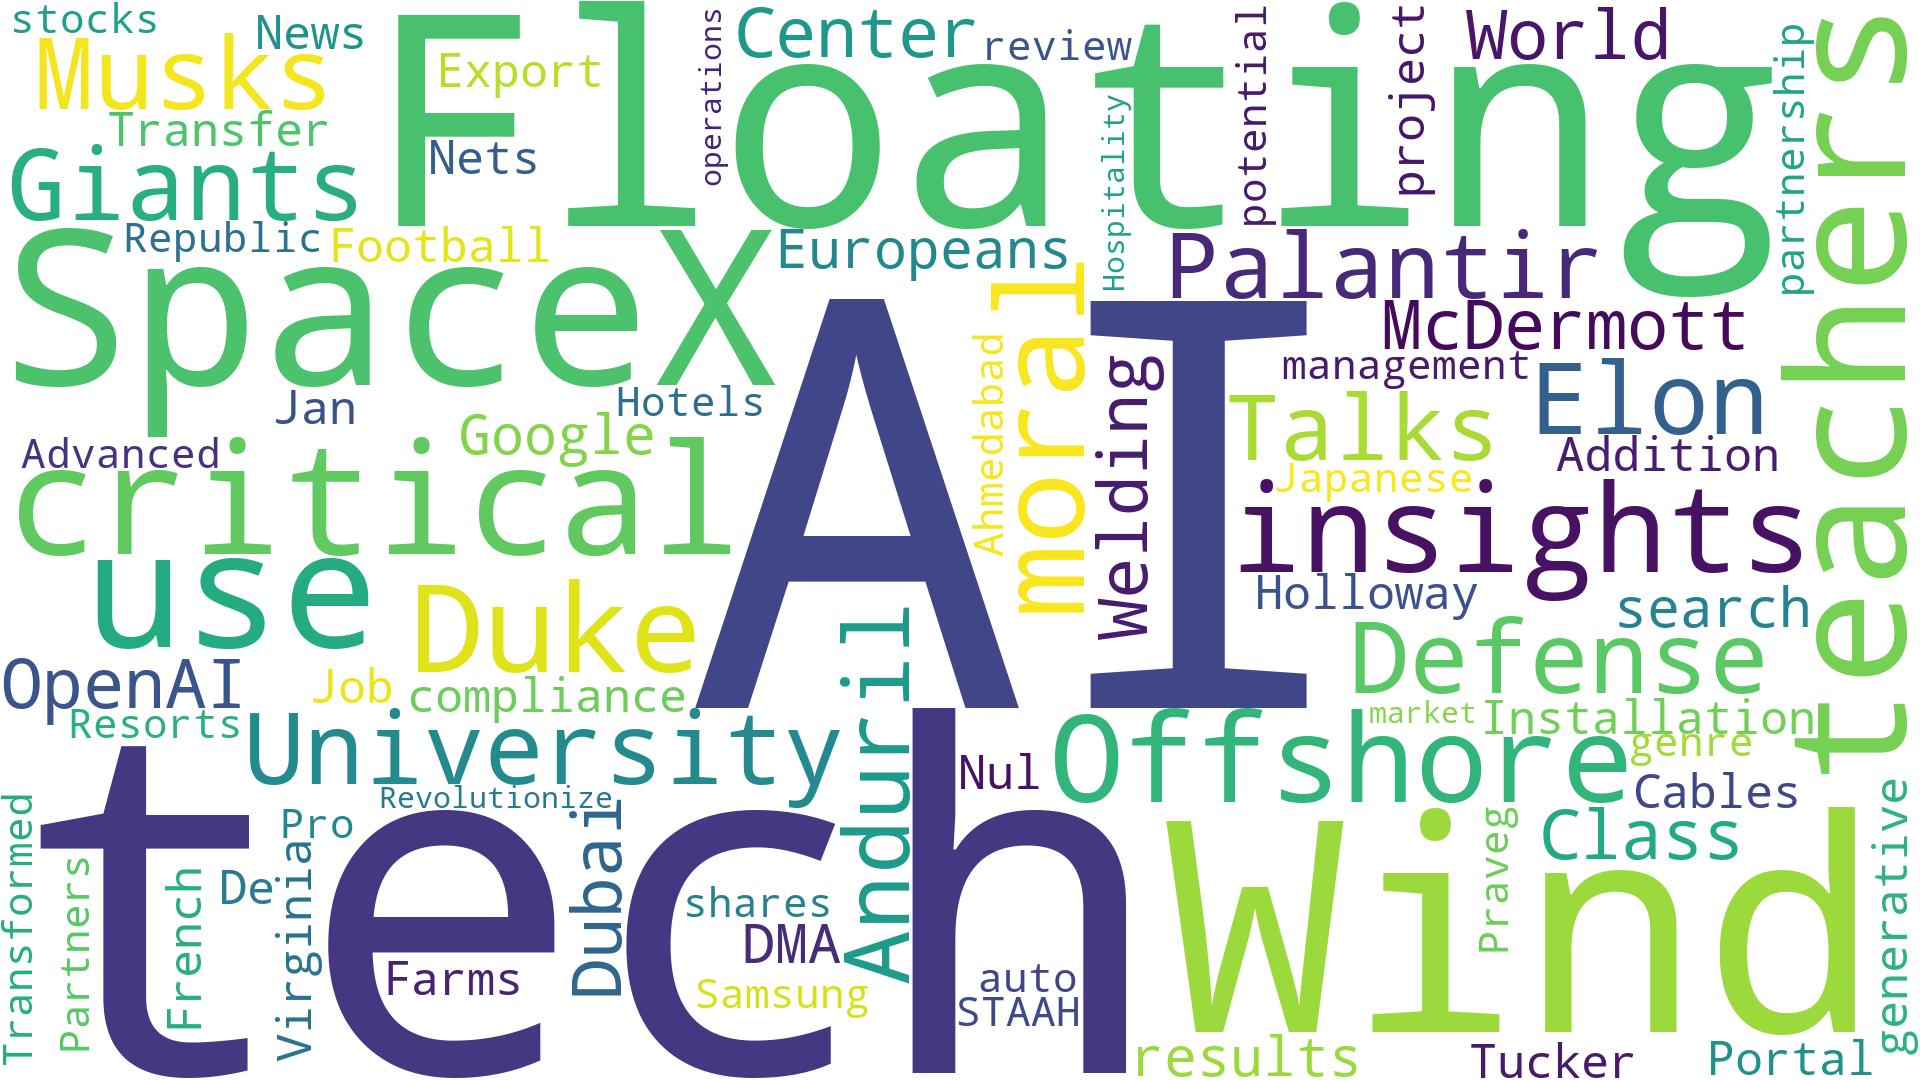 stocks
News
Musks
Export
Transfer
Nets
Giants
Floating
operations
Center
review
Hospitality
potential
project
World
partnership
teachers
Republic
Football
SpaceX
Europeans
Palantir
McDermott
management
Elon
Talks
Addition
Japanese
Jan
Hotels
Advanced
Google
critical
AI
moral
Ahmedabad
Welding
insights
Holloway
search
use
Duke
Defense
OpenAI
Job
compliance
Resorts
University
Anduril
Nul
Offshore
market
Installation
genre
Cables
Revolutionize
tech
Pro
De
Virginia
Transformed
Partners
French
Dubai
shares
DMA
Farms
Samsung
auto
STAAH
Wind
Praveg
Class
generative
results
Tucker
Portal